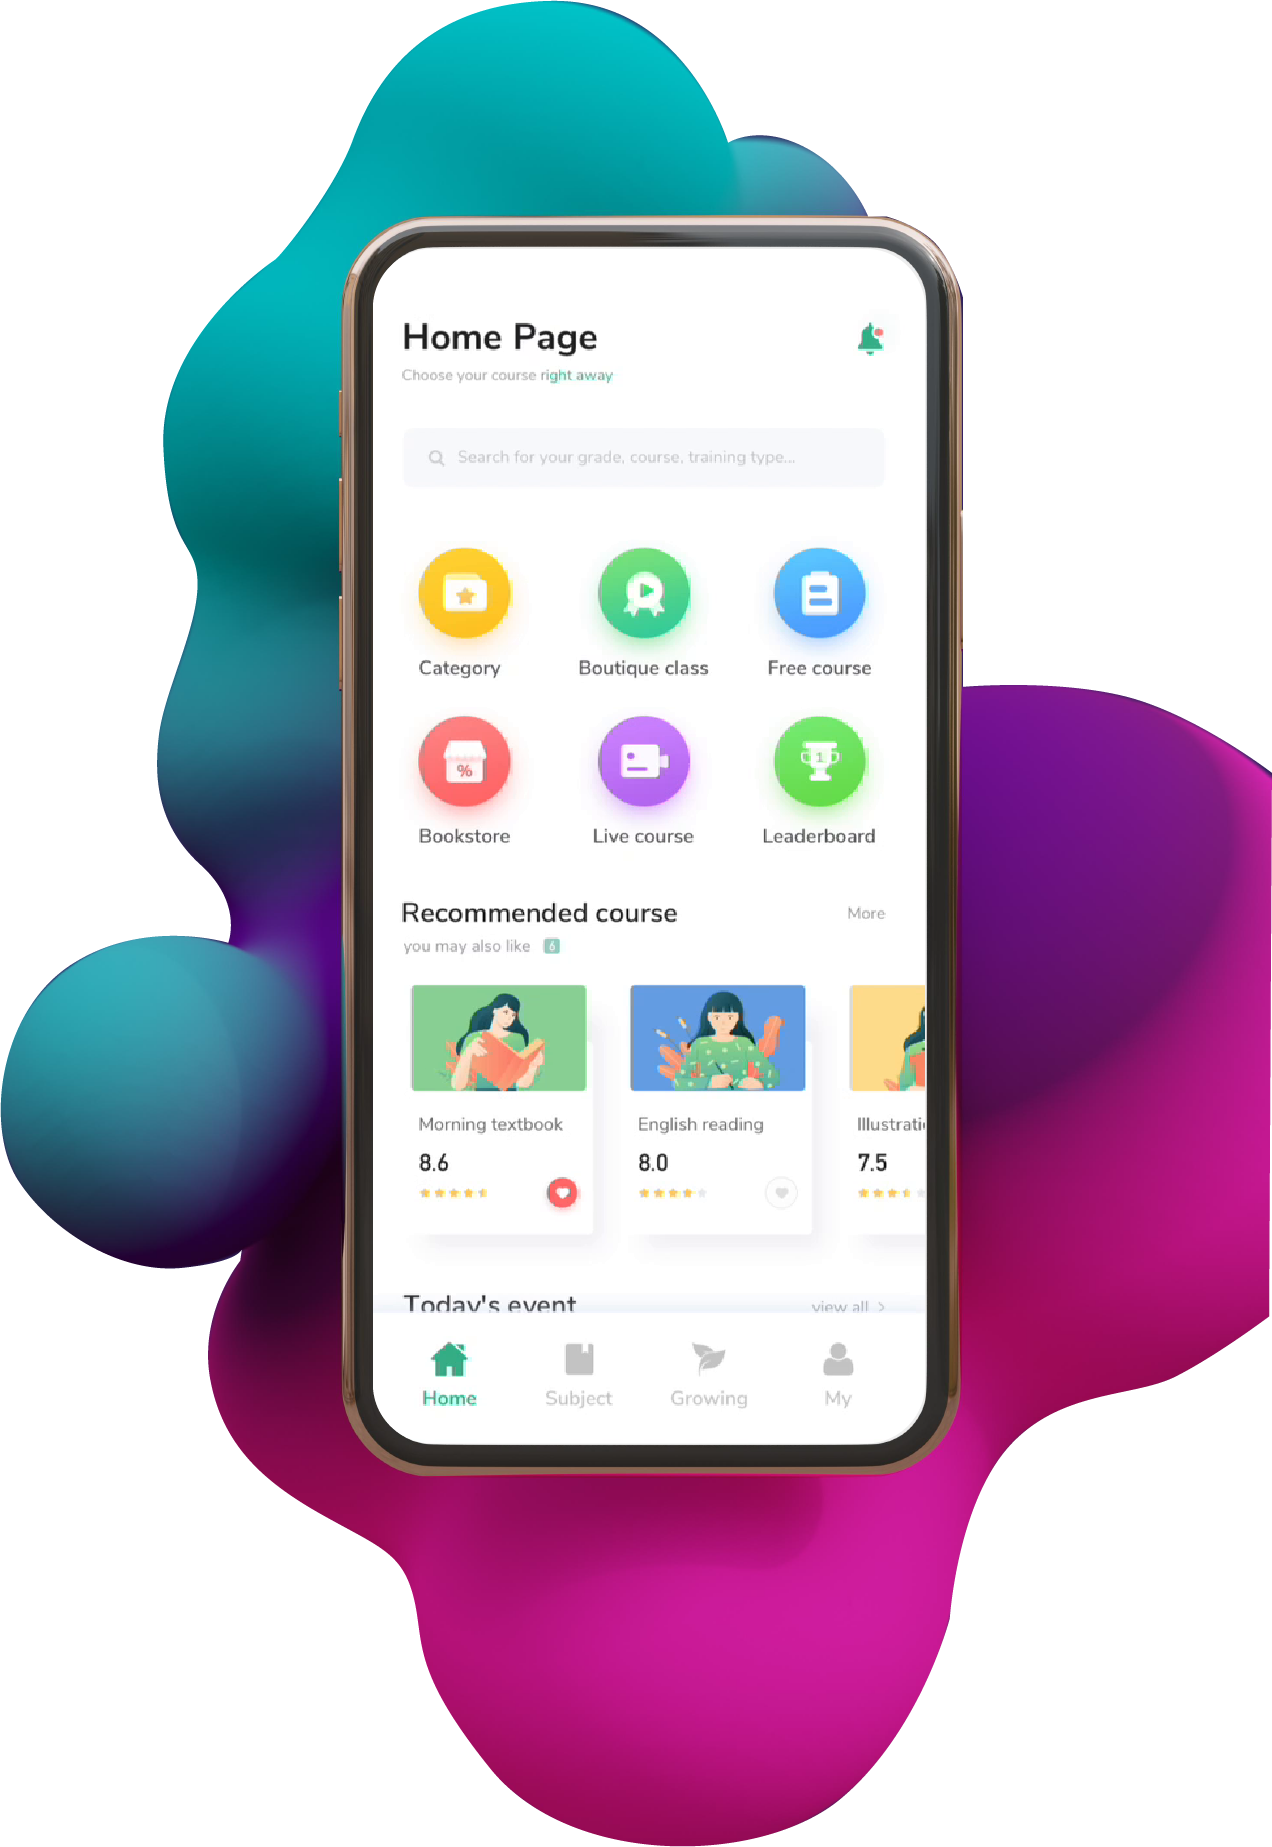 Home Page
Choose your course right away
Search for your grade, course, training type...
Category
Boutique class
Free course
%
1
Bookstore
Live course
Leaderboard
Recommended course
More
you may also like 6
Morning textbook
English reading
Illustrati
8.6
8.0
7.5
Today's event
view all >
Home
Subject
Growing
My